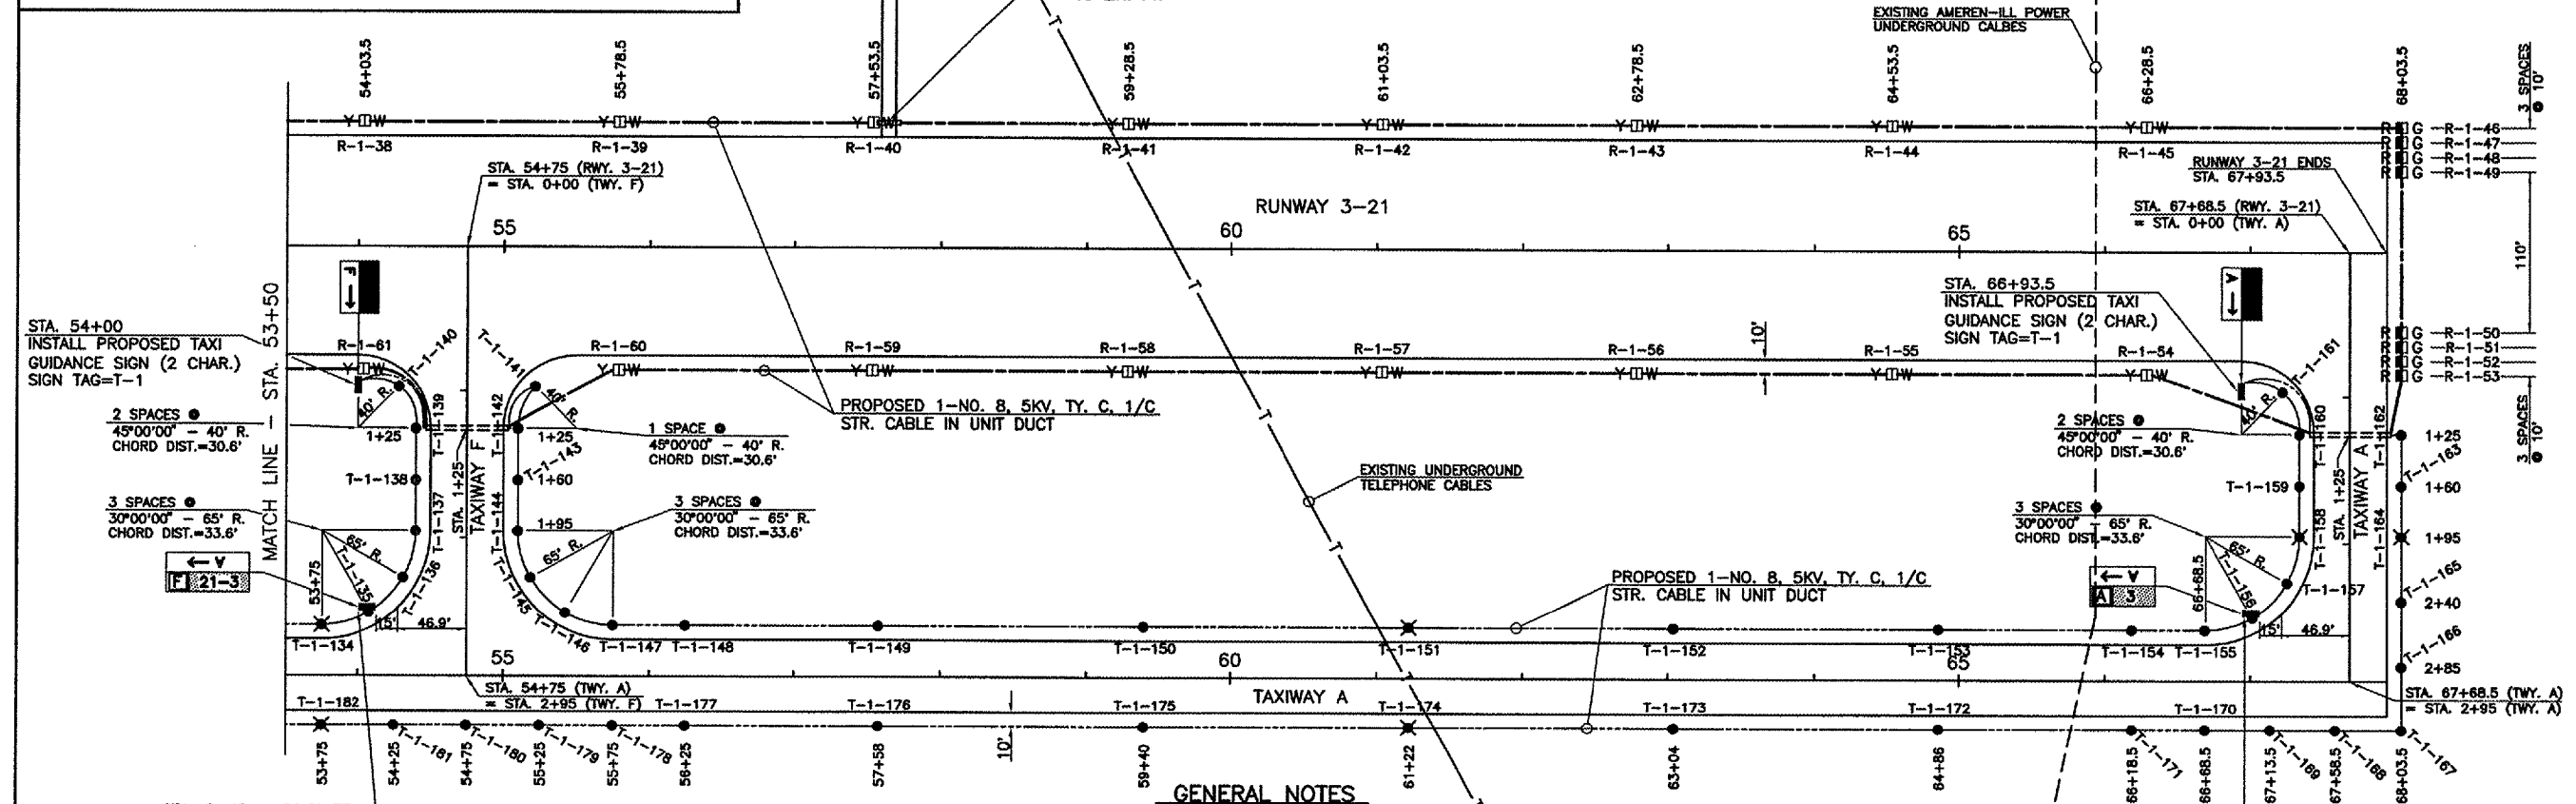 EXISTING AMEREN-ILL POWER
UNDERGROUND CALBES
54+03.5
55+78.5
57+53.5
59+28.5
61+03.5
62+78.5
64+53.5
66+28.5
68+03.5
3 SPACES
@ 10'
Y W
Y W
Y W
Y W
Y W
Y W
Y W
Y W
R-1-38
R-1-39
R-1-40
R-1-41
R-1-42
R-1-43
R-1-44
R-1-45
R G R-1-46
R G R-1-47
R G R-1-48
R G R-1-49
T
T
STA. 54+75 (RWY. 3-21)
= STA. 0+00 (TWY. F)
RUNWAY 3-21 ENDS
STA. 67+93.5
RUNWAY 3-21
STA. 67+68.5 (RWY. 3-21)
= STA. 0+00 (TWY. A)
55
60
65
110'
T
F
A
MATCH LINE - STA. 53+50
STA. 54+00
INSTALL PROPOSED TAXI
GUIDANCE SIGN (2 CHAR.)
SIGN TAG=T-1
STA. 66+93.5
INSTALL PROPOSED TAXI
GUIDANCE SIGN (2 CHAR.)
SIGN TAG=T-1
R-1-61
T-1-140
T-1-141
R-1-60
R-1-59
R-1-58
R-1-57
R-1-56
R-1-55
R-1-54
T-1-161
10'
R G R-1-50
R G R-1-51
R G R-1-52
R G R-1-53
Y W
Y W
Y W
Y W
Y W
Y W
Y W
Y W
40' R.
40' R.
40' R.
2 SPACES @
45°00'00" - 40' R.
CHORD DIST.=30.6'
1+25
T-1-139
T-1-142
1+25
1 SPACE @
45°00'00" - 40' R.
CHORD DIST.=30.6'
PROPOSED 1-NO. 8, 5KV, TY. C, 1/C
STR. CABLE IN UNIT DUCT
2 SPACES @
45°00'00" - 40' R.
CHORD DIST.=30.6'
T-1-160
T-1-162
1+25
3 SPACES
@ 10'
T-1-138
T-1-137
STA. 1+25
TAXIWAY F
T-1-143
1+60
T-1-144
EXISTING UNDERGROUND
TELEPHONE CABLES
T-1-159
T-1-158
STA. 1+25
TAXIWAY A
T-1-163
1+60
T-1-164
3 SPACES @
30°00'00" - 65' R.
CHORD DIST.=33.6'
1+95
3 SPACES @
30°00'00" - 65' R.
CHORD DIST.=33.6'
3 SPACES @
30°00'00" - 65' R.
CHORD DIST.=33.6'
1+95
T
65' R.
65' R.
65' R.
← A
F 21-3
53+75
T-1-135
T-1-136
T-1-145
T-1-146
PROPOSED 1-NO. 8, 5KV, TY. C, 1/C
STR. CABLE IN UNIT DUCT
← A
A 3
66+68.5
T-1-156
T-1-157
T-1-165
2+40
15'
46.9'
15'
46.9'
T-1-134
T-1-147
T-1-148
T-1-149
T-1-150
T-1-151
T-1-152
T-1-153
T-1-154
T-1-155
T-1-166
2+85
55
60
65
STA. 54+75 (TWY. A)
= STA. 2+95 (TWY. F)
TAXIWAY A
STA. 67+68.5 (TWY. A)
= STA. 2+95 (TWY. A)
T-1-182
T-1-177
T-1-176
T-1-175
T-1-174
T-1-173
T-1-172
T-1-170
T-1-181
T-1-180
T-1-179
T-1-178
T-1-171
T-1-169
T-1-168
T-1-167
53+75
54+25
54+75
55+25
55+75
56+25
57+58
10'
59+40
61+22
63+04
64+86
66+18.5
66+68.5
67+13.5
67+58.5
68+03.5
T
GENERAL NOTES